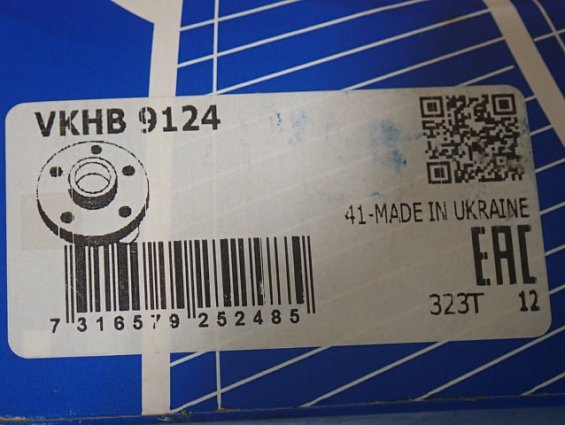 VKHB 9124
41-MADE IN UKRAINE
EAC
323T 12
7 316579 252485